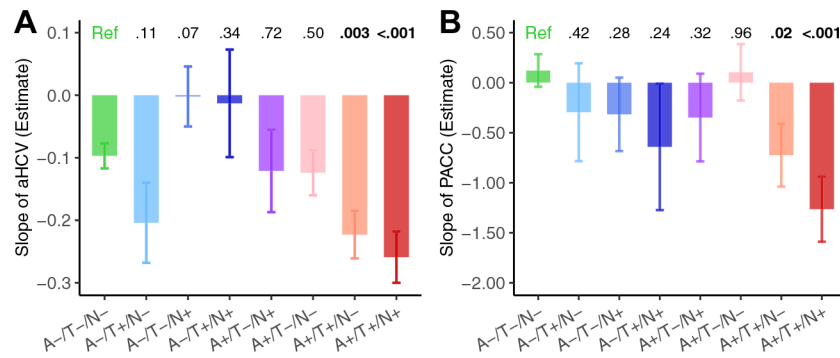 A
B
Ref .11 .07 .34 .72 .50 .003 <.001
Ref .42 .28 .24 .32 .96 .02 <.001
Slope of aHCV (Estimate)
0.1
0.0
−0.1
−0.2
−0.3
A−/T−/N−
A−/T+/N−
A−/T−/N+
A−/T+/N+
A+/T−/N+
A+/T−/N−
A+/T+/N−
A+/T+/N+
Slope of PACC (Estimate)
0.50
0.00
−0.50
−1.00
−1.50
−2.00
A−/T−/N−
A−/T+/N−
A−/T−/N+
A−/T+/N+
A+/T−/N+
A+/T−/N−
A+/T+/N−
A+/T+/N+